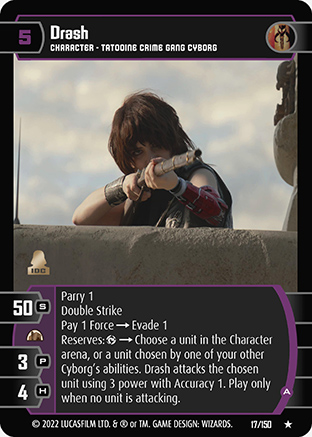 5
Drash
CHARACTER - TATOOINE CRIME GANG CYBORG
IDC
50 S
3 P
4 H
Parry 1
Double Strike
Pay 1 Force → Evade 1
Reserves: → Choose a unit in the Character
arena, or a unit chosen by one of your other
Cyborg's abilities. Drash attacks the chosen
unit using 3 power with Accuracy 1. Play only
when no unit is attacking.
A
© 2022 LUCASFILM LTD. & ® or TM. GAME DESIGN: WIZARDS.
17/150